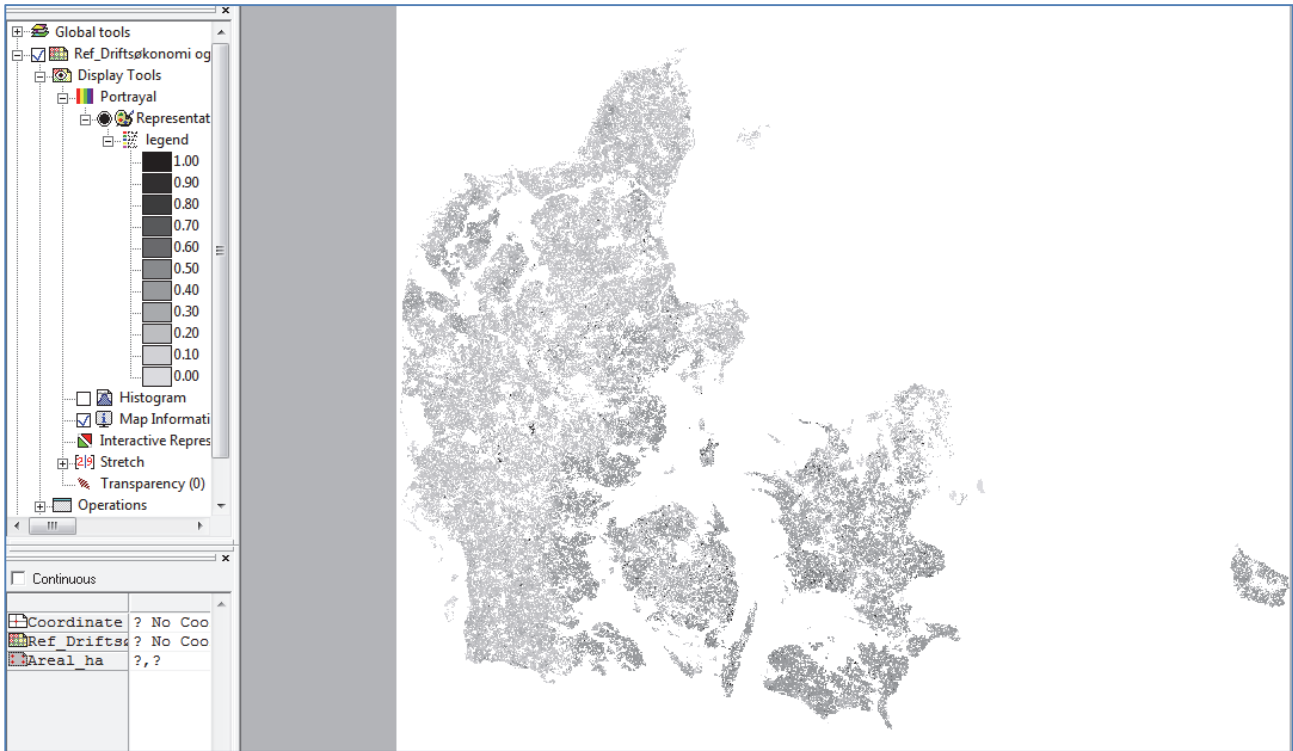 Global tools
Ref_Driftsøkonomi og
Display Tools
Portrayal
Representat
legend
1.00
0.90
0.80
0.70
0.60
0.50
0.40
0.30
0.20
0.10
0.00
Histogram
Map Informati
Interactive Repres
Stretch
Transparency (0)
Operations
Continuous
Coordinate ? No Coo
Ref_Driftsø ? No Coo
Areal_ha ?,?